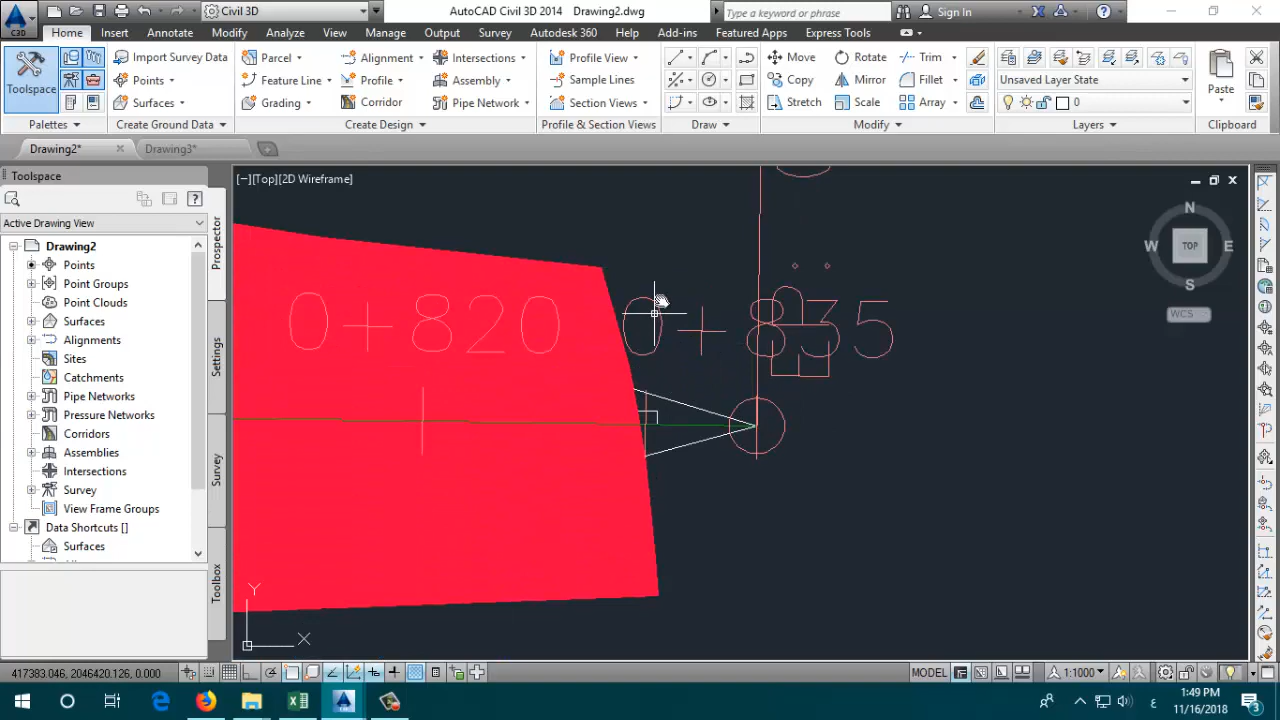 Civil 3D
AutoCAD Civil 3D 2014 Drawing2.dwg
Type a keyword or phrase
Sign In
C3D
Home Insert Annotate Modify Analyze View Manage Output Survey Autodesk 360 Help Add-ins Featured Apps Express Tools
Toolspace
Import Survey Data
Points
Surfaces
Parcel
Feature Line
Grading
Alignment
Profile
Corridor
Intersections
Assembly
Pipe Network
Profile View
Sample Lines
Section Views
Move
Copy
Stretch
Rotate
Mirror
Scale
Trim
Fillet
Array
Unsaved Layer State
0
Paste
Palettes
Create Ground Data
Create Design
Profile & Section Views
Draw
Modify
Layers
Clipboard
Drawing2*
Drawing3*
Toolspace
Active Drawing View
Drawing2
Points
Point Groups
Point Clouds
Surfaces
Alignments
Sites
Catchments
Pipe Networks
Pressure Networks
Corridors
Assemblies
Intersections
Survey
View Frame Groups
Data Shortcuts []
Surfaces
Prospector
Settings
Survey
Toolbox
[−][Top][2D Wireframe]
0+820
0+835
N
W TOP E
S
WCS
Y
X
417383.046, 2046420.126, 0.000
MODEL
1:1000
ع
1:49 PM
11/16/2018
3